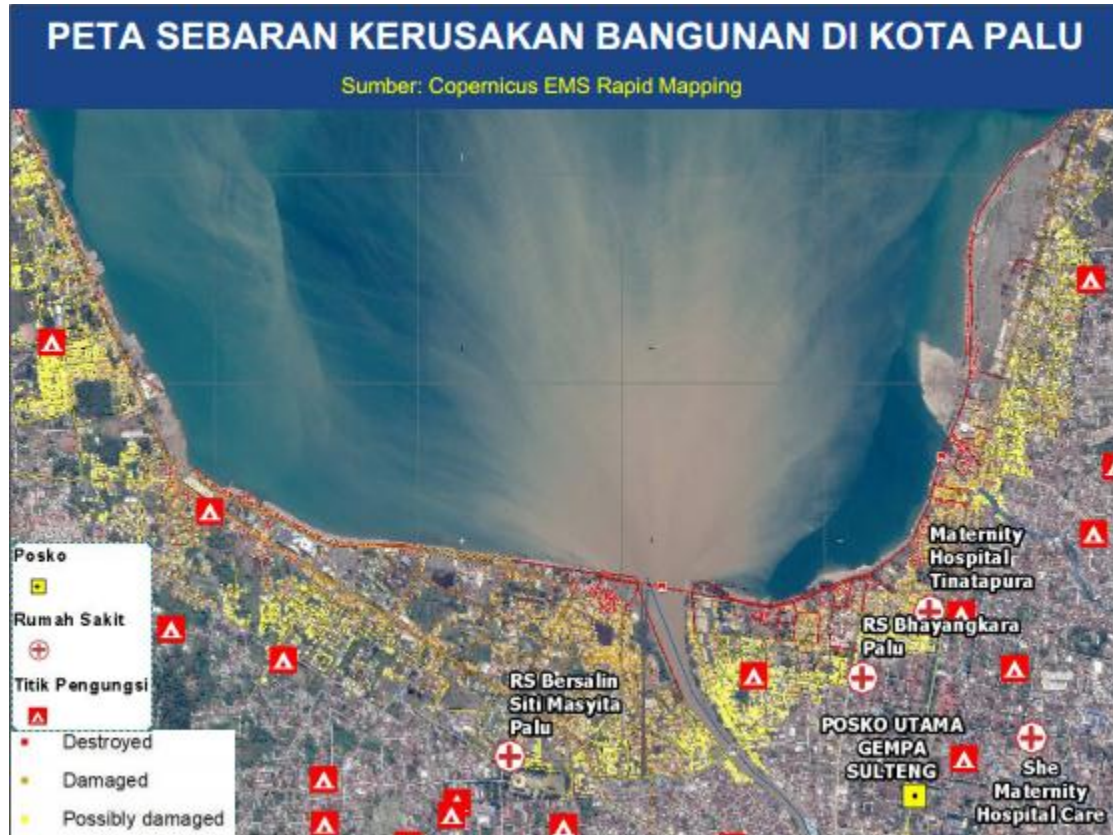 PETA SEBARAN KERUSAKAN BANGUNAN DI KOTA PALU
Sumber: Copernicus EMS Rapid Mapping
Maternity
Hospital
Tinatapura
RS Bhayangkara
Palu
RS Bersalin
Siti Masyita
Palu
POSKO UTAMA
GEMPA
SULTENG
She
Maternity
Hospital Care
Posko
Rumah Sakit
Titik Pengungsi
Destroyed
Damaged
Possibly damaged